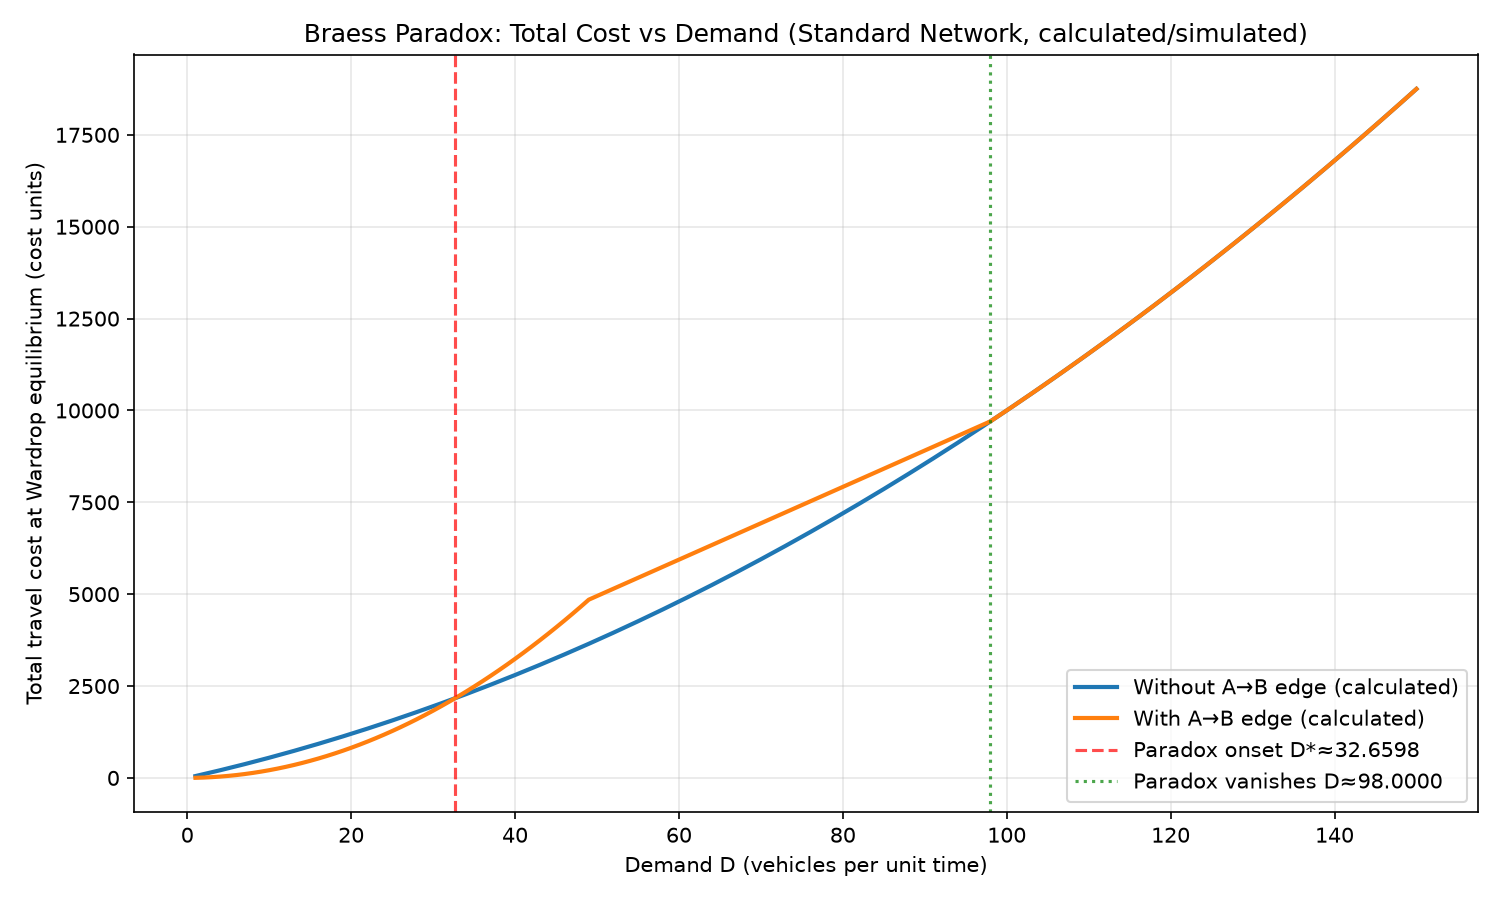 Braess Paradox: Total Cost vs Demand (Standard Network, calculated/simulated)
Total travel cost at Wardrop equilibrium (cost units)
17500
15000
12500
10000
7500
5000
2500
0
Without A→B edge (calculated)
With A→B edge (calculated)
Paradox onset D*≈32.6598
Paradox vanishes D≈98.0000
0 20 40 60 80 100 120 140
Demand D (vehicles per unit time)